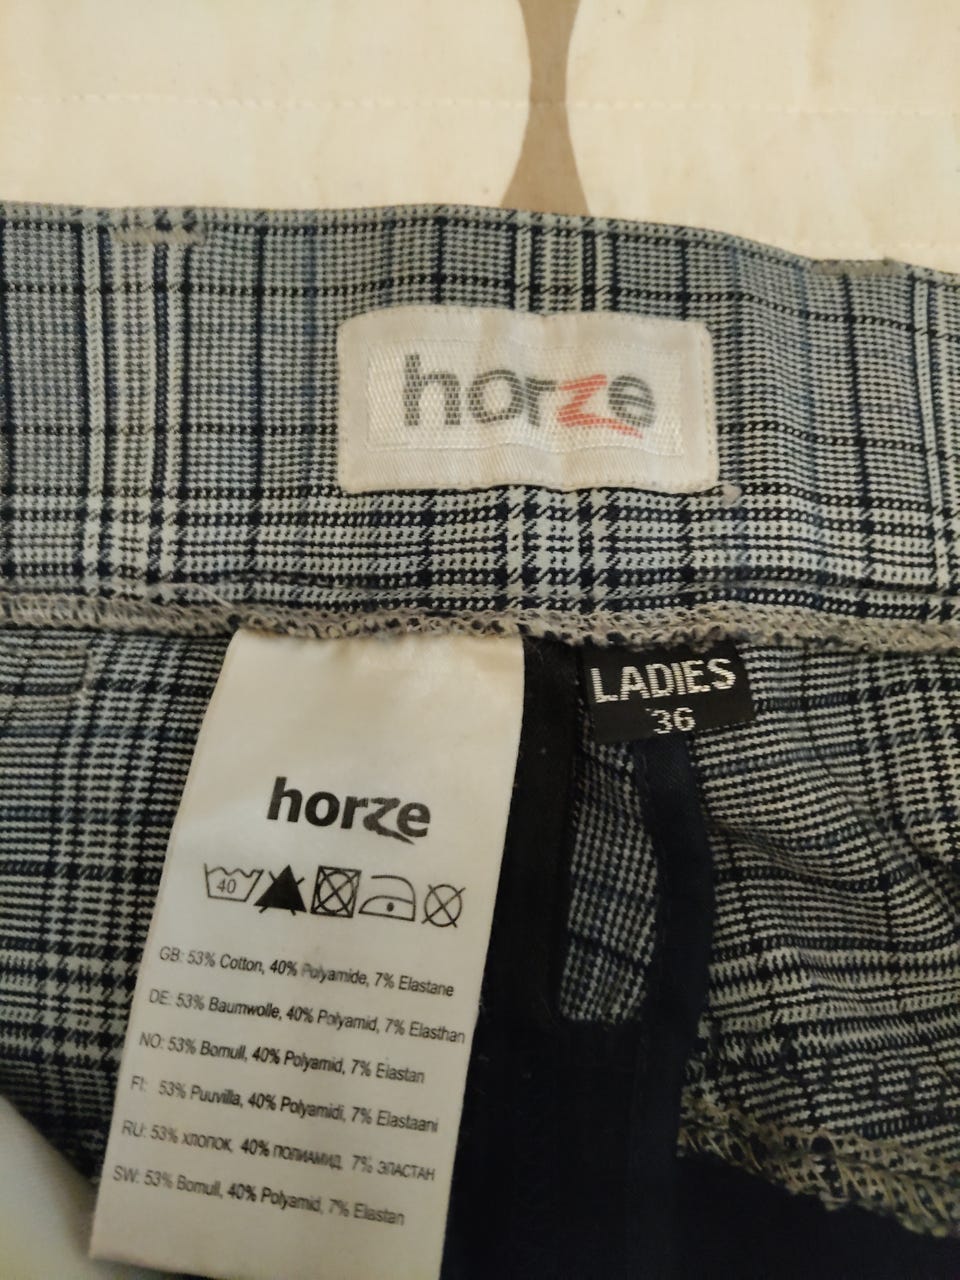 horze
LADIES
36
horze
40
GB: 53% Cotton, 40% Polyamide, 7% Elastane
DE: 53% Baumwolle, 40% Polyamid, 7% Elasthan
NO: 53% Bomull, 40% Polyamid, 7% Elastan
FI: 53% Puuvilla, 40% Polyamidi, 7% Elastaani
RU: 53% хлопок, 40% полиамид, 7% эластан
SW: 53% Bomull, 40% Polyamid, 7% Elastan